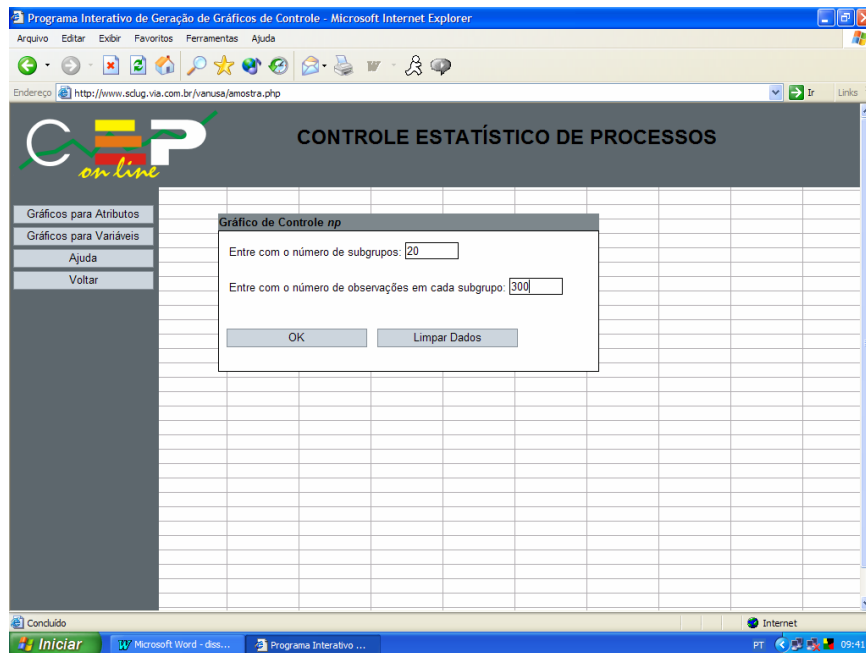 Programa Interativo de Geração de Gráficos de Controle - Microsoft Internet Explorer
Arquivo Editar Exibir Favoritos Ferramentas Ajuda
Endereço http://www.sdug.via.com.br/vanusa/amostra.php Ir Links
CEP
on line
CONTROLE ESTATÍSTICO DE PROCESSOS
Gráficos para Atributos
Gráficos para Variáveis
Ajuda
Voltar
Gráfico de Controle np
Entre com o número de subgrupos: 20
Entre com o número de observações em cada subgrupo: 300
OK Limpar Dados
Concluído Internet
Iniciar Microsoft Word - diss... Programa Interativo ... PT 09:41